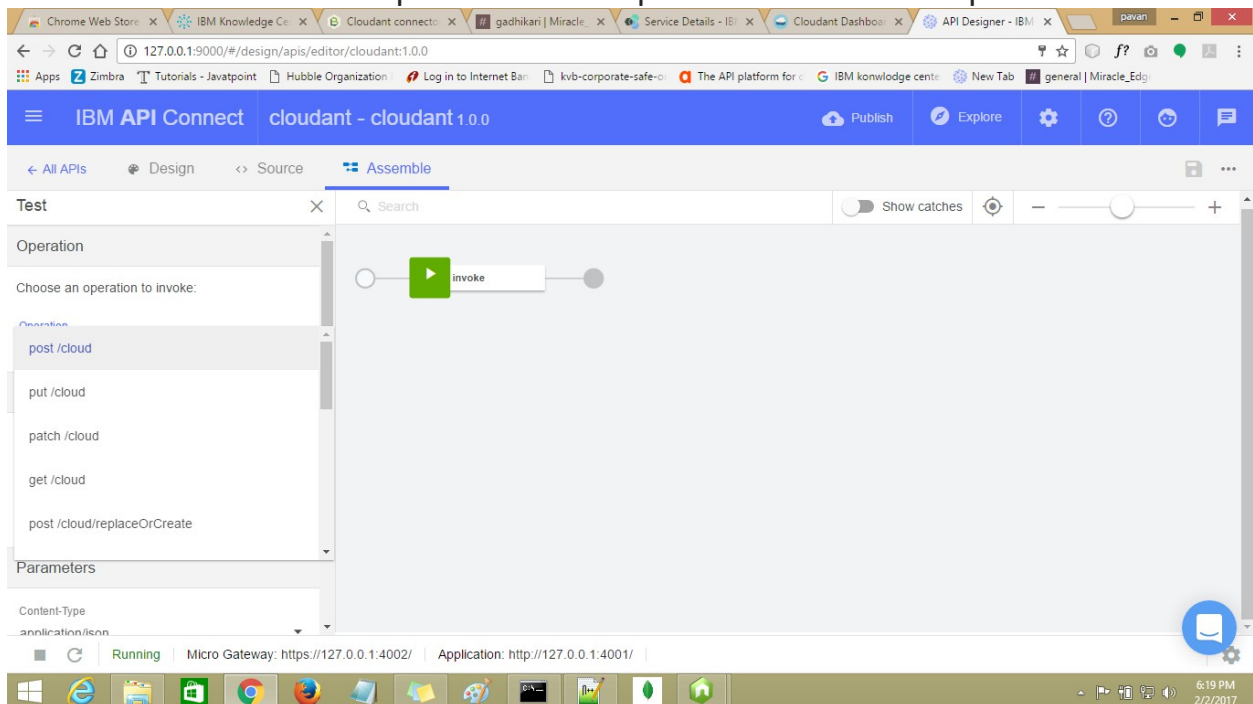 Chrome Web Store
IBM Knowledge Ce
Cloudant connecto
gadhikari | Miracle_
Service Details - IB
Cloudant Dashboa
API Designer - IBM
pavan
127.0.0.1:9000/#/design/apis/editor/cloudant:1.0.0
f?
Apps Zimbra Tutorials - Javatpoint Hubble Organization Log in to Internet Ban kvb-corporate-safe-o The API platform for IBM konwlodge cente New Tab general | Miracle_Edg
IBM API Connect cloudant - cloudant 1.0.0 Publish Explore
All APIs Design Source Assemble
Test Search Show catches
Operation
invoke
Choose an operation to invoke:
Operation
post /cloud
put /cloud
patch /cloud
get /cloud
post /cloud/replaceOrCreate
Parameters
Content-Type
application/json
Running Micro Gateway: https://127.0.0.1:4002/ Application: http://127.0.0.1:4001/
6:19 PM
2/2/2017